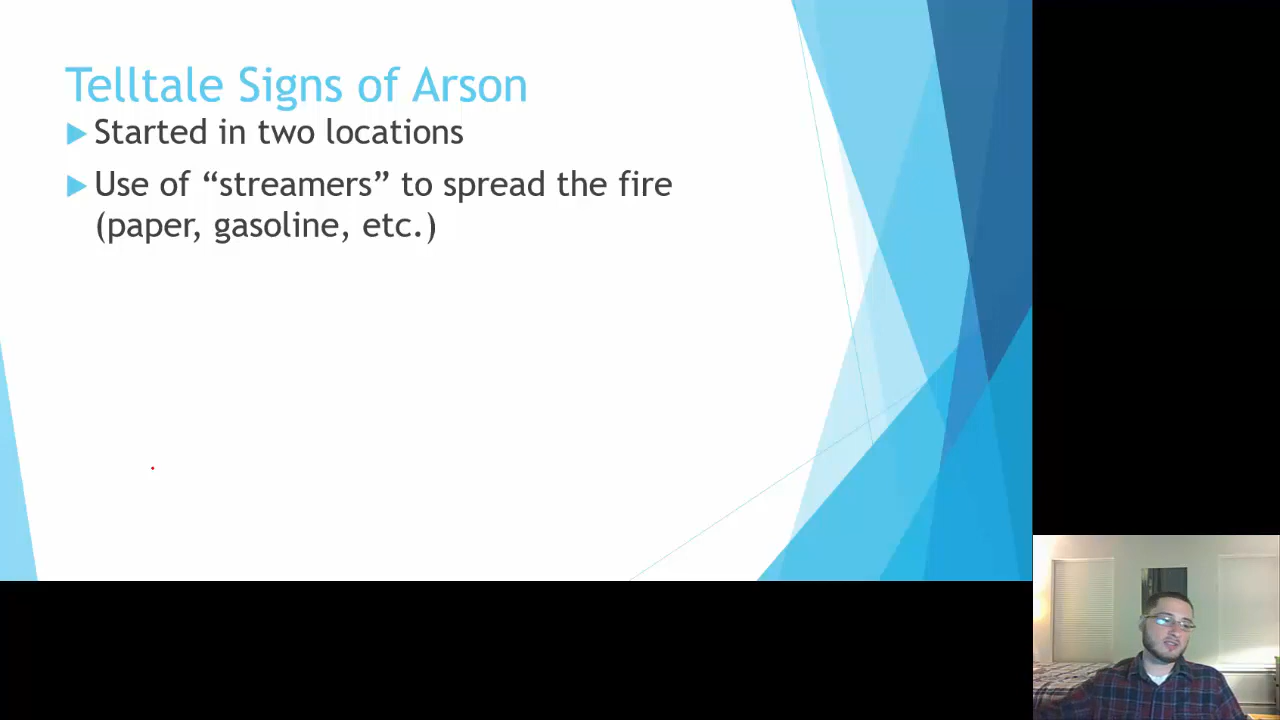 Telltale Signs of Arson
Started in two locations
Use of “streamers” to spread the fire
(paper, gasoline, etc.)